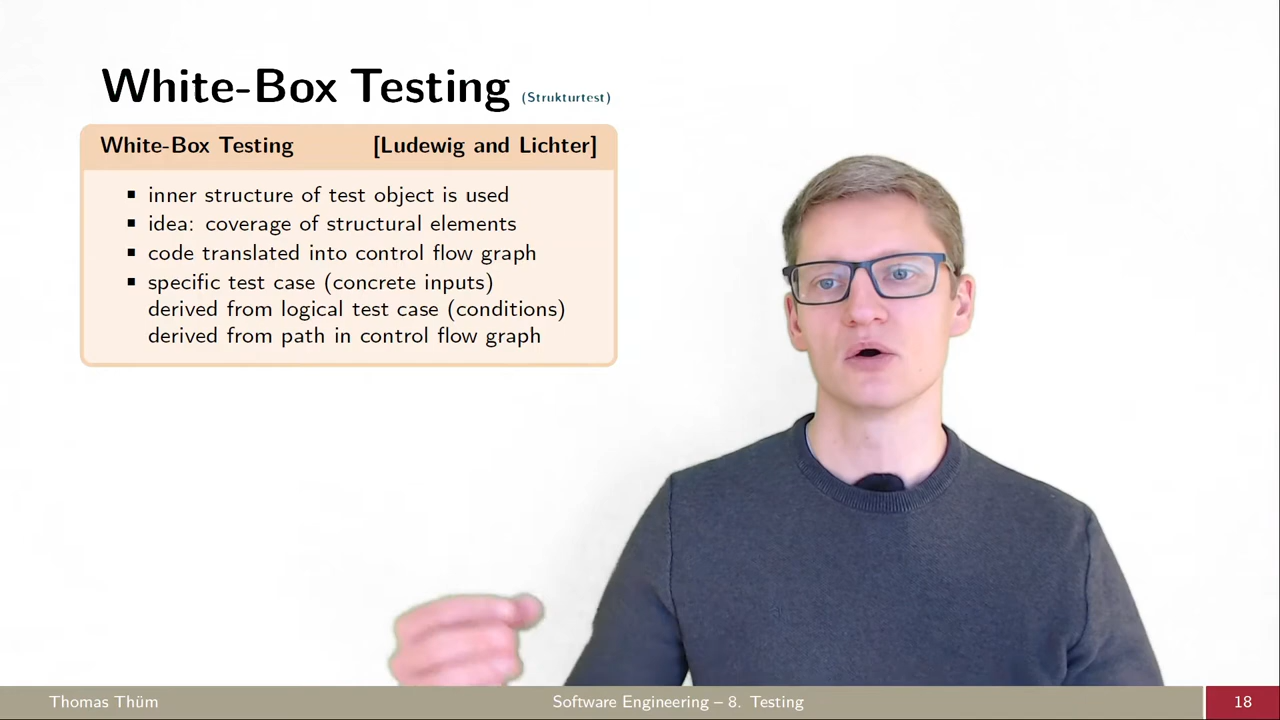 White-Box Testing (Strukturtest)
White-Box Testing [Ludewig and Lichter]
▪ inner structure of test object is used
▪ idea: coverage of structural elements
▪ code translated into control flow graph
▪ specific test case (concrete inputs)
derived from logical test case (conditions)
derived from path in control flow graph
Thomas Thüm Software Engineering – 8. Testing 18